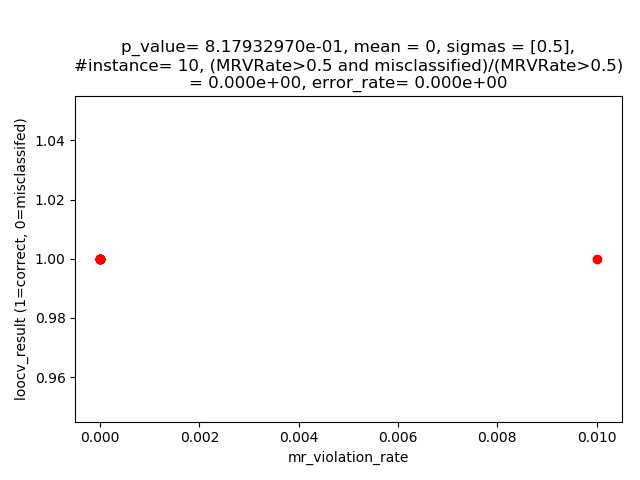 p_value= 8.17932970e-01, mean = 0, sigmas = [0.5],
#instance= 10, (MRVRate>0.5 and misclassified)/(MRVRate>0.5)
= 0.000e+00, error_rate= 0.000e+00
loocv_result (1=correct, 0=misclassifed)
1.04
1.02
1.00
0.98
0.96
0.000
0.002
0.004
0.006
0.008
0.010
mr_violation_rate